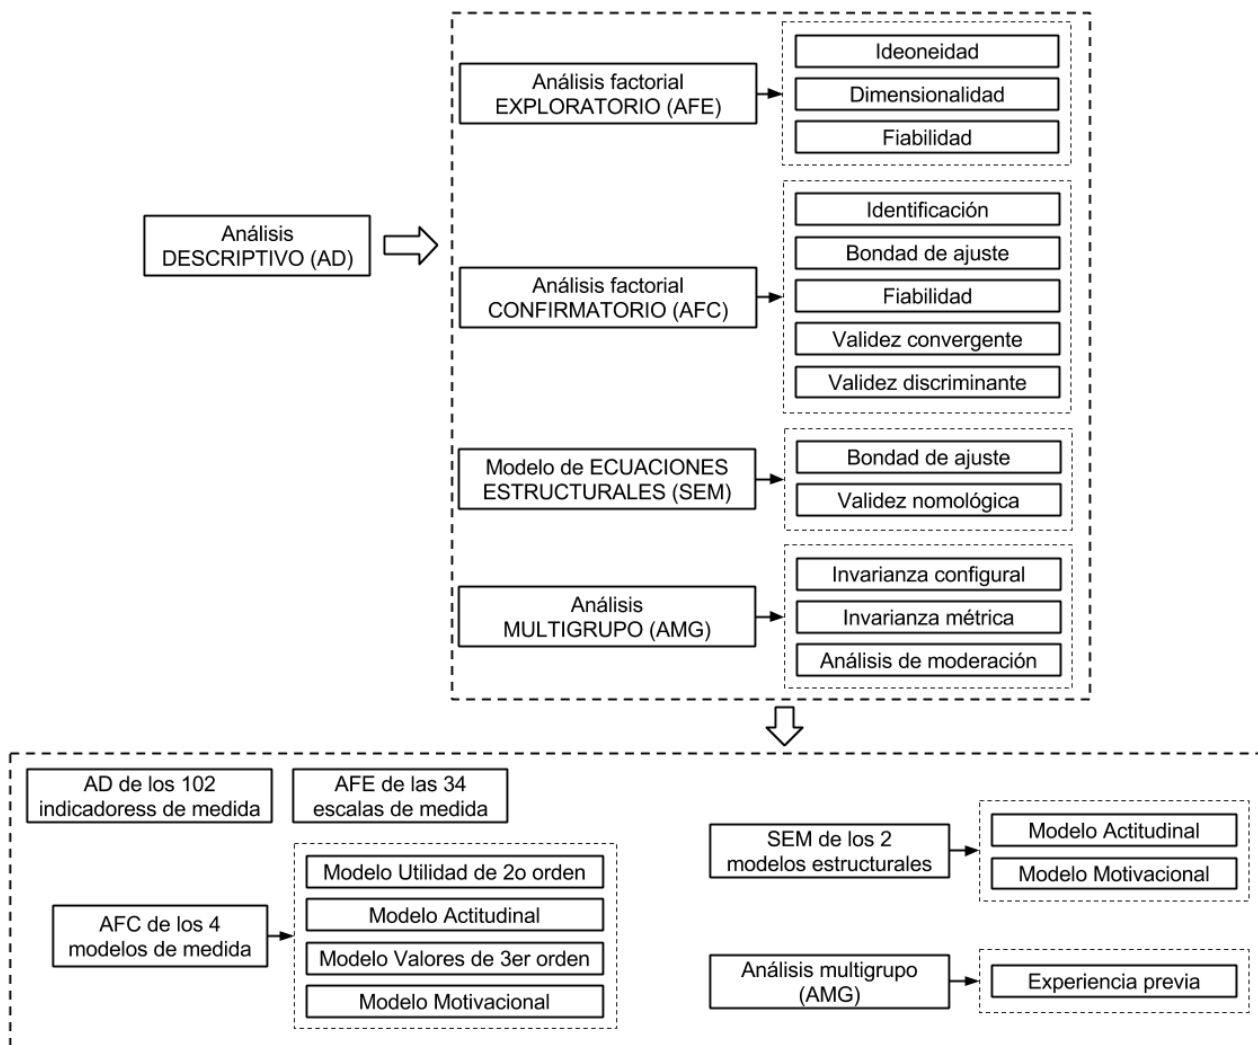 Análisis
DESCRIPTIVO (AD)
Análisis factorial
EXPLORATORIO (AFE)
Ideoneidad
Dimensionalidad
Fiabilidad
Análisis factorial
CONFIRMATORIO (AFC)
Identificación
Bondad de ajuste
Fiabilidad
Validez convergente
Validez discriminante
Modelo de ECUACIONES
ESTRUCTURALES (SEM)
Bondad de ajuste
Validez nomológica
Análisis
MULTIGRUPO (AMG)
Invarianza configural
Invarianza métrica
Análisis de moderación
AD de los 102
indicadoress de medida
AFE de las 34
escalas de medida
AFC de los 4
modelos de medida
Modelo Utilidad de 2o orden
Modelo Actitudinal
Modelo Valores de 3er orden
Modelo Motivacional
SEM de los 2
modelos estructurales
Modelo Actitudinal
Modelo Motivacional
Análisis multigrupo
(AMG)
Experiencia previa